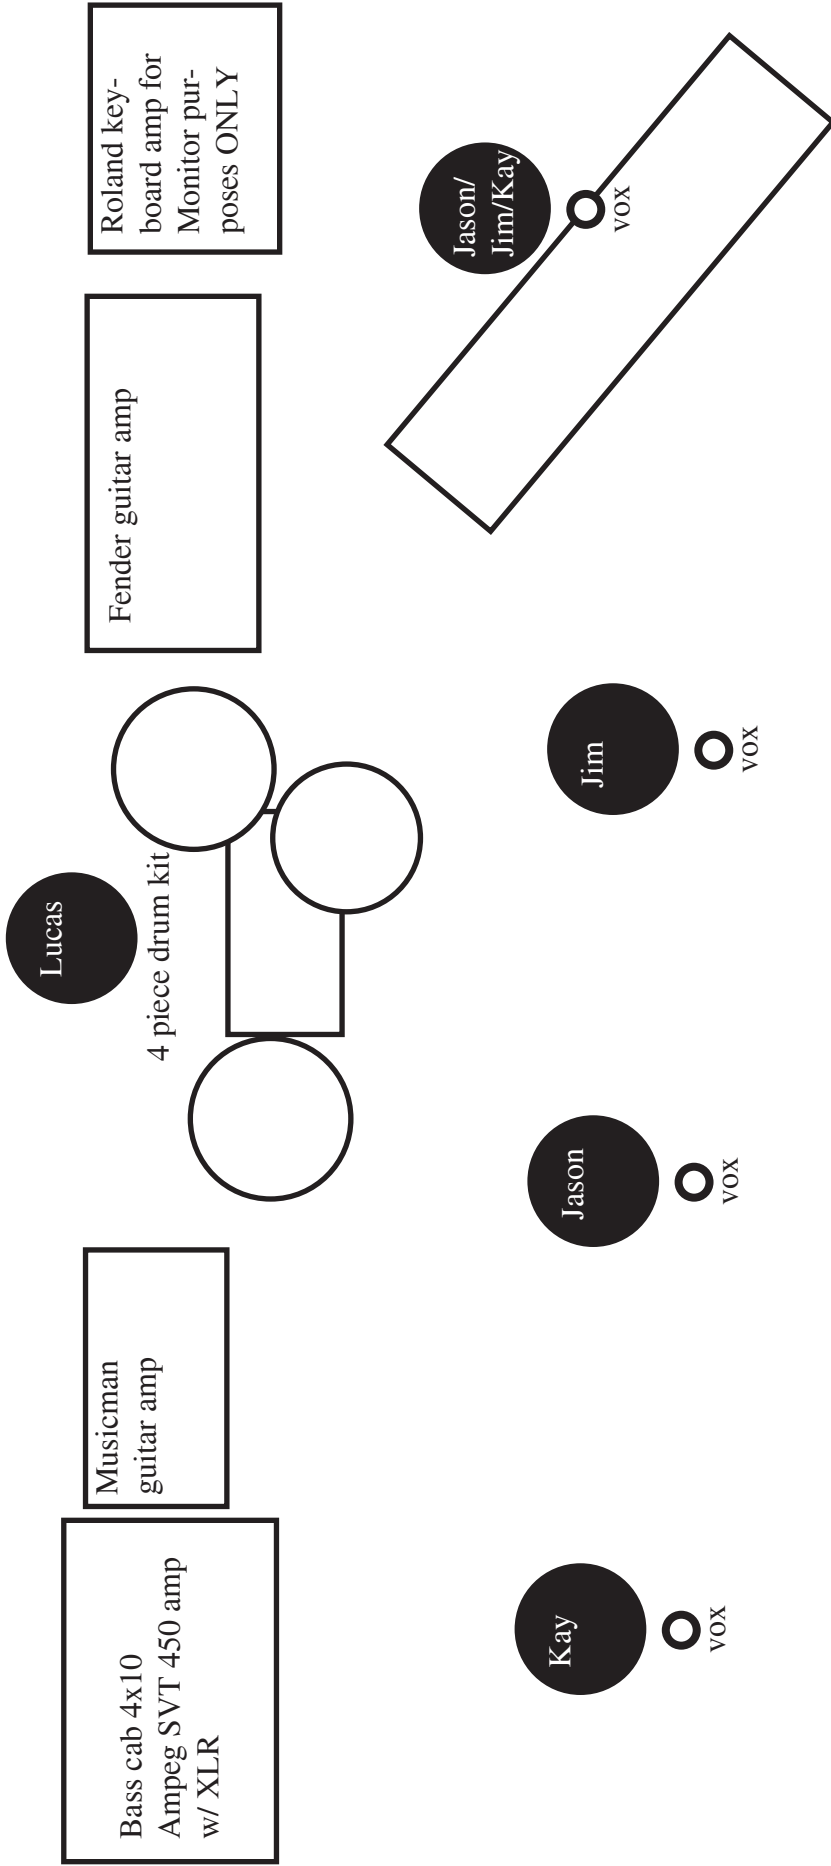 Bass cab 4x10
Ampeg SVT 450 amp
w/ XLR
Musicman
guitar amp
Lucas
4 piece drum kit
Fender guitar amp
Roland key-
board amp for
Monitor pur-
poses ONLY
Kay
vox
Jason
vox
Jim
vox
Jason/
Jim/Kay
vox